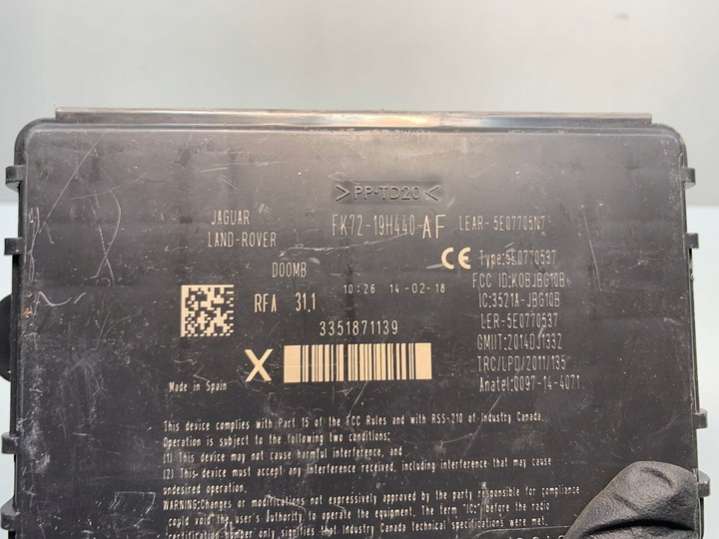 >PP-TD20<
JAGUAR
LAND-ROVER
FK72-19H440-AF
LEAR-5E07705N7
D00MB
10:26 14-02-18
RFA 31.1
3351871139
CE
Type:5E0770537
FCC ID:KOBJBG10B
IC:3521A-JBG10B
LER-5E0770537
GMIIT:2014DJ1332
TRC/LPD/2011/135
Anatel:0097-14-4071
X
Made in Spain
This device complies with Part 15 of the FCC Rules and with RSS-210 of Industry Canada.
Operation is subject to the following two conditions;
(1) This device may not cause harmful interference, and
(2) This device must accept any interference received, including interference that may cause
undesired operation.
WARNING:Changes or modifications not expressively approved by the party responsible for compliance
could void the user's authority to operate the equipment. The term "IC:" before the radio
certification number only signifies that Industry Canada technical specifications were met.